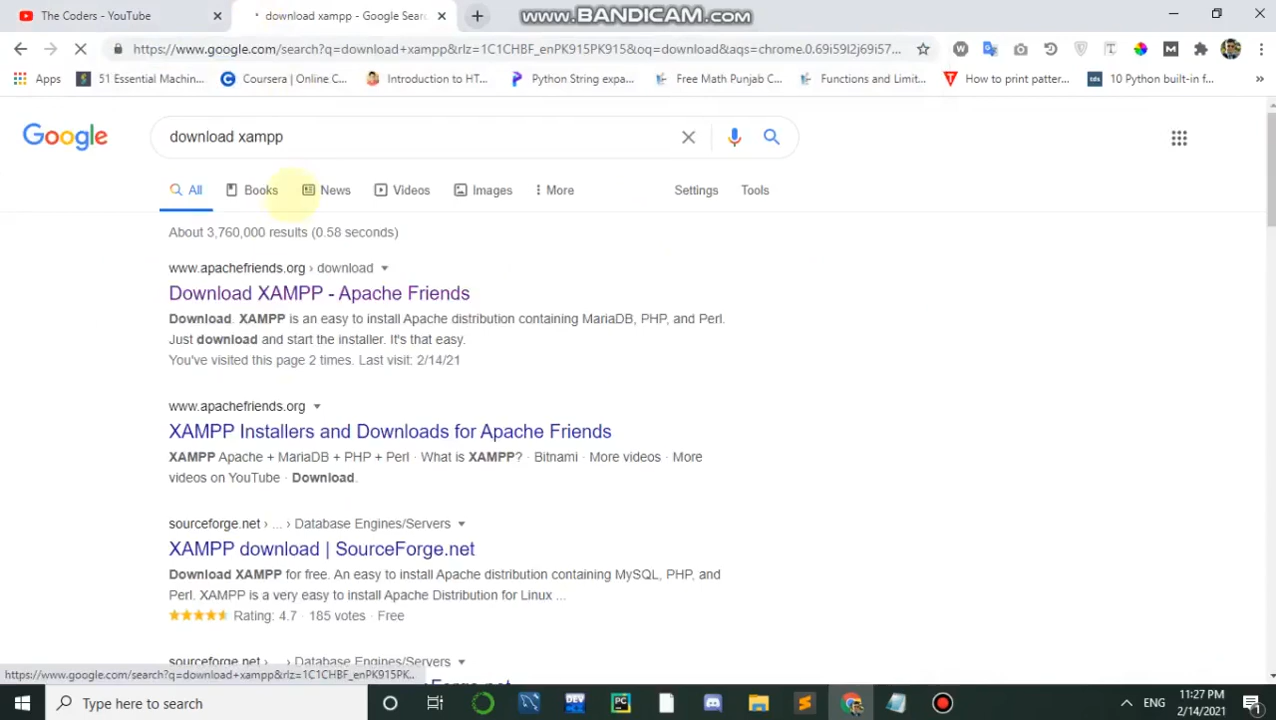 The Coders - YouTube
download xampp - Google Sear
www.BANDICAM.com
https://www.google.com/search?q=download+xampp&rlz=1C1CHBF_enPK915PK915&oq=download&aqs=chrome.0.69i59l2j69i57...
Apps
51 Essential Machin...
Coursera | Online C...
Introduction to HT...
Python String expa...
Free Math Punjab C...
Functions and Limit...
How to print patter...
10 Python built-in f...
»
Google
download xampp
All
Books
News
Videos
Images
More
Settings
Tools
About 3,760,000 results (0.58 seconds)
www.apachefriends.org › download
Download XAMPP - Apache Friends
Download. XAMPP is an easy to install Apache distribution containing MariaDB, PHP, and Perl.
Just download and start the installer. It's that easy.
You've visited this page 2 times. Last visit: 2/14/21
www.apachefriends.org
XAMPP Installers and Downloads for Apache Friends
XAMPP Apache + MariaDB + PHP + Perl · What is XAMPP? · Bitnami · More videos · More
videos on YouTube · Download.
sourceforge.net › ... › Database Engines/Servers
XAMPP download | SourceForge.net
Download XAMPP for free. An easy to install Apache distribution containing MySQL, PHP, and
Perl. XAMPP is a very easy to install Apache Distribution for Linux ...
Rating: 4.7 · 185 votes · Free
sourceforge.net › ... › Database Engines/Servers
https://www.google.com/search?q=download+xampp&rlz=1C1CHBF_enPK915PK...
Type here to search
ENG
11:27 PM
2/14/2021